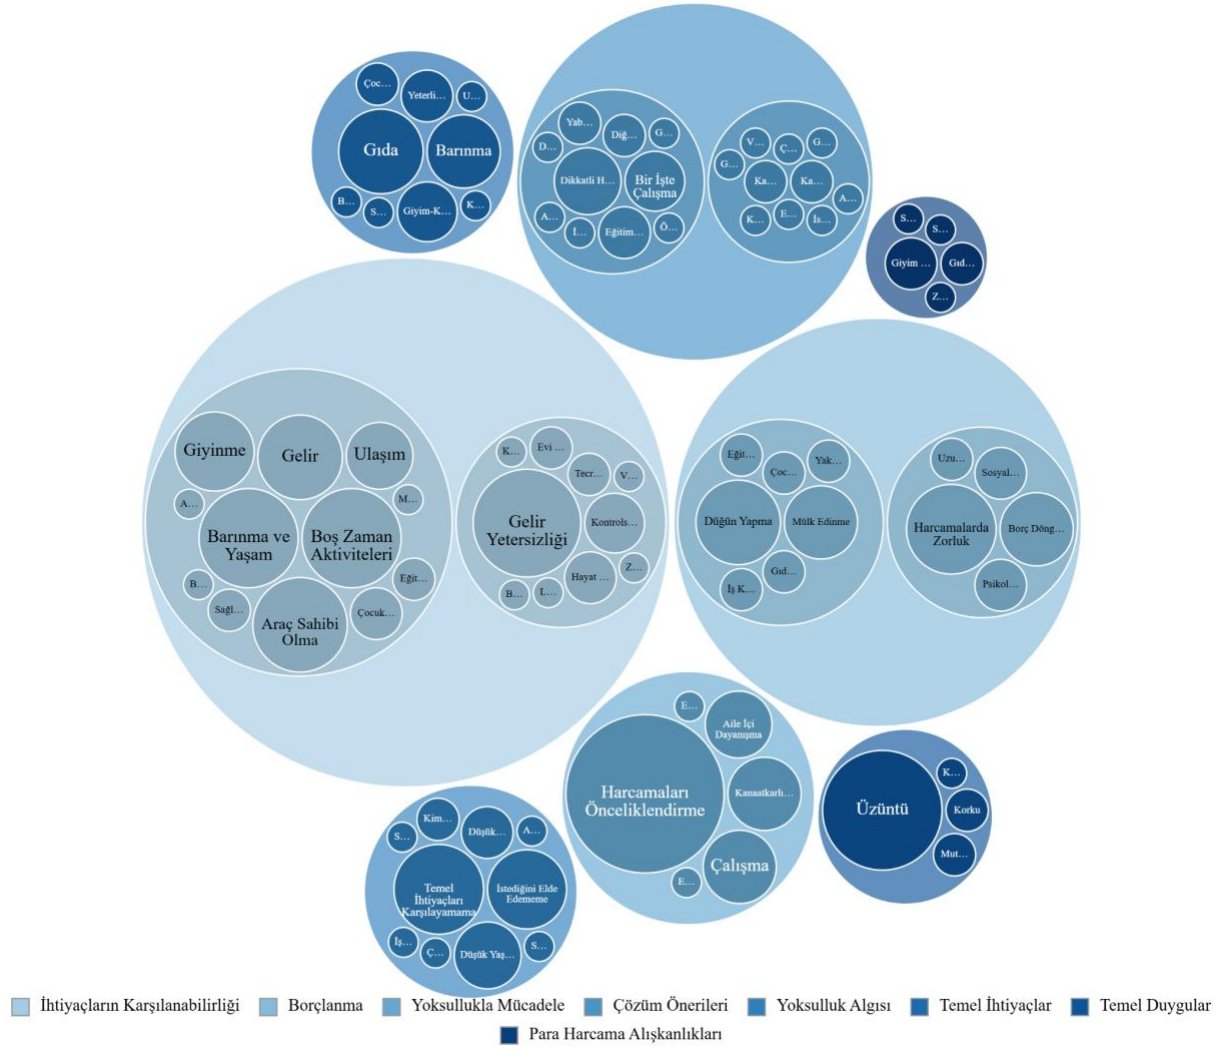 Çoc...
Yeterli...
U...
Gıda
Barınma
B...
S...
Giyim-K...
K...
Yab...
Diğ...
G...
D...
Dikkatli H...
Bir İşte
Çalışma
A...
İ...
Eğitim...
Ö...
V...
Ç...
G...
G...
Ka...
Ka...
A...
K...
E...
İs...
S...
S...
Giyim ...
Gıd...
Z...
Giyinme
Gelir
Ulaşım
A...
M...
Barınma ve
Yaşam
Boş Zaman
Aktiviteleri
B...
Eğit...
Sağl...
Araç Sahibi
Olma
Çocuk...
K...
Evi ...
Tecr...
V...
Gelir
Yetersizliği
Kontrols...
B...
L...
Hayat ...
Z...
Eğit...
Çoc...
Yak...
Düğün Yapma
Mülk Edinme
İş K...
Gıd...
Uzu...
Sosyal...
Harcamalarda
Zorluk
Borç Döng...
Psikol...
E...
Aile İçi
Dayanışma
Harcamaları
Önceliklendirme
Kanaatkarlı...
Çalışma
E...
Üzüntü
K...
Korku
Mut...
S...
Kim...
Düşük...
A...
Temel
İhtiyaçları
Karşılayamama
İstediğini Elde
Edememe
İş...
Ç...
Düşük Yaş...
S...
İhtiyaçların Karşılanabilirliği Borçlanma Yoksullukla Mücadele Çözüm Önerileri Yoksulluk Algısı Temel İhtiyaçlar Temel Duygular
Para Harcama Alışkanlıkları